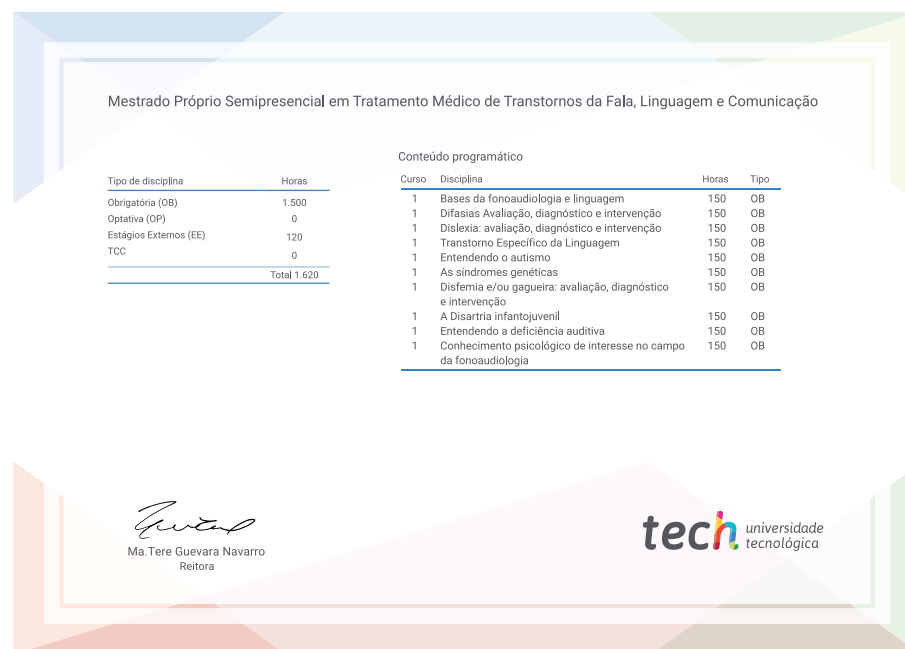 Mestrado Próprio Semipresencial em Tratamento Médico de Transtornos da Fala, Linguagem e Comunicação
Tipo de disciplina Horas
Obrigatória (OB) 1.500
Optativa (OP) 0
Estágios Externos (EE) 120
TCC 0
Total 1.620
Conteúdo programático
Curso Disciplina Horas Tipo
1 Bases da fonoaudiologia e linguagem 150 OB
1 Difasias Avaliação, diagnóstico e intervenção 150 OB
1 Dislexia: avaliação, diagnóstico e intervenção 150 OB
1 Transtorno Específico da Linguagem 150 OB
1 Entendendo o autismo 150 OB
1 As síndromes genéticas 150 OB
1 Disfemia e/ou gagueira: avaliação, diagnóstico 150 OB
e intervenção
1 A Disartria infantojuvenil 150 OB
1 Entendendo a deficiência auditiva 150 OB
1 Conhecimento psicológico de interesse no campo 150 OB
da fonoaudiologia
Ma.Tere Guevara Navarro
Reitora
tech universidade
tecnológica